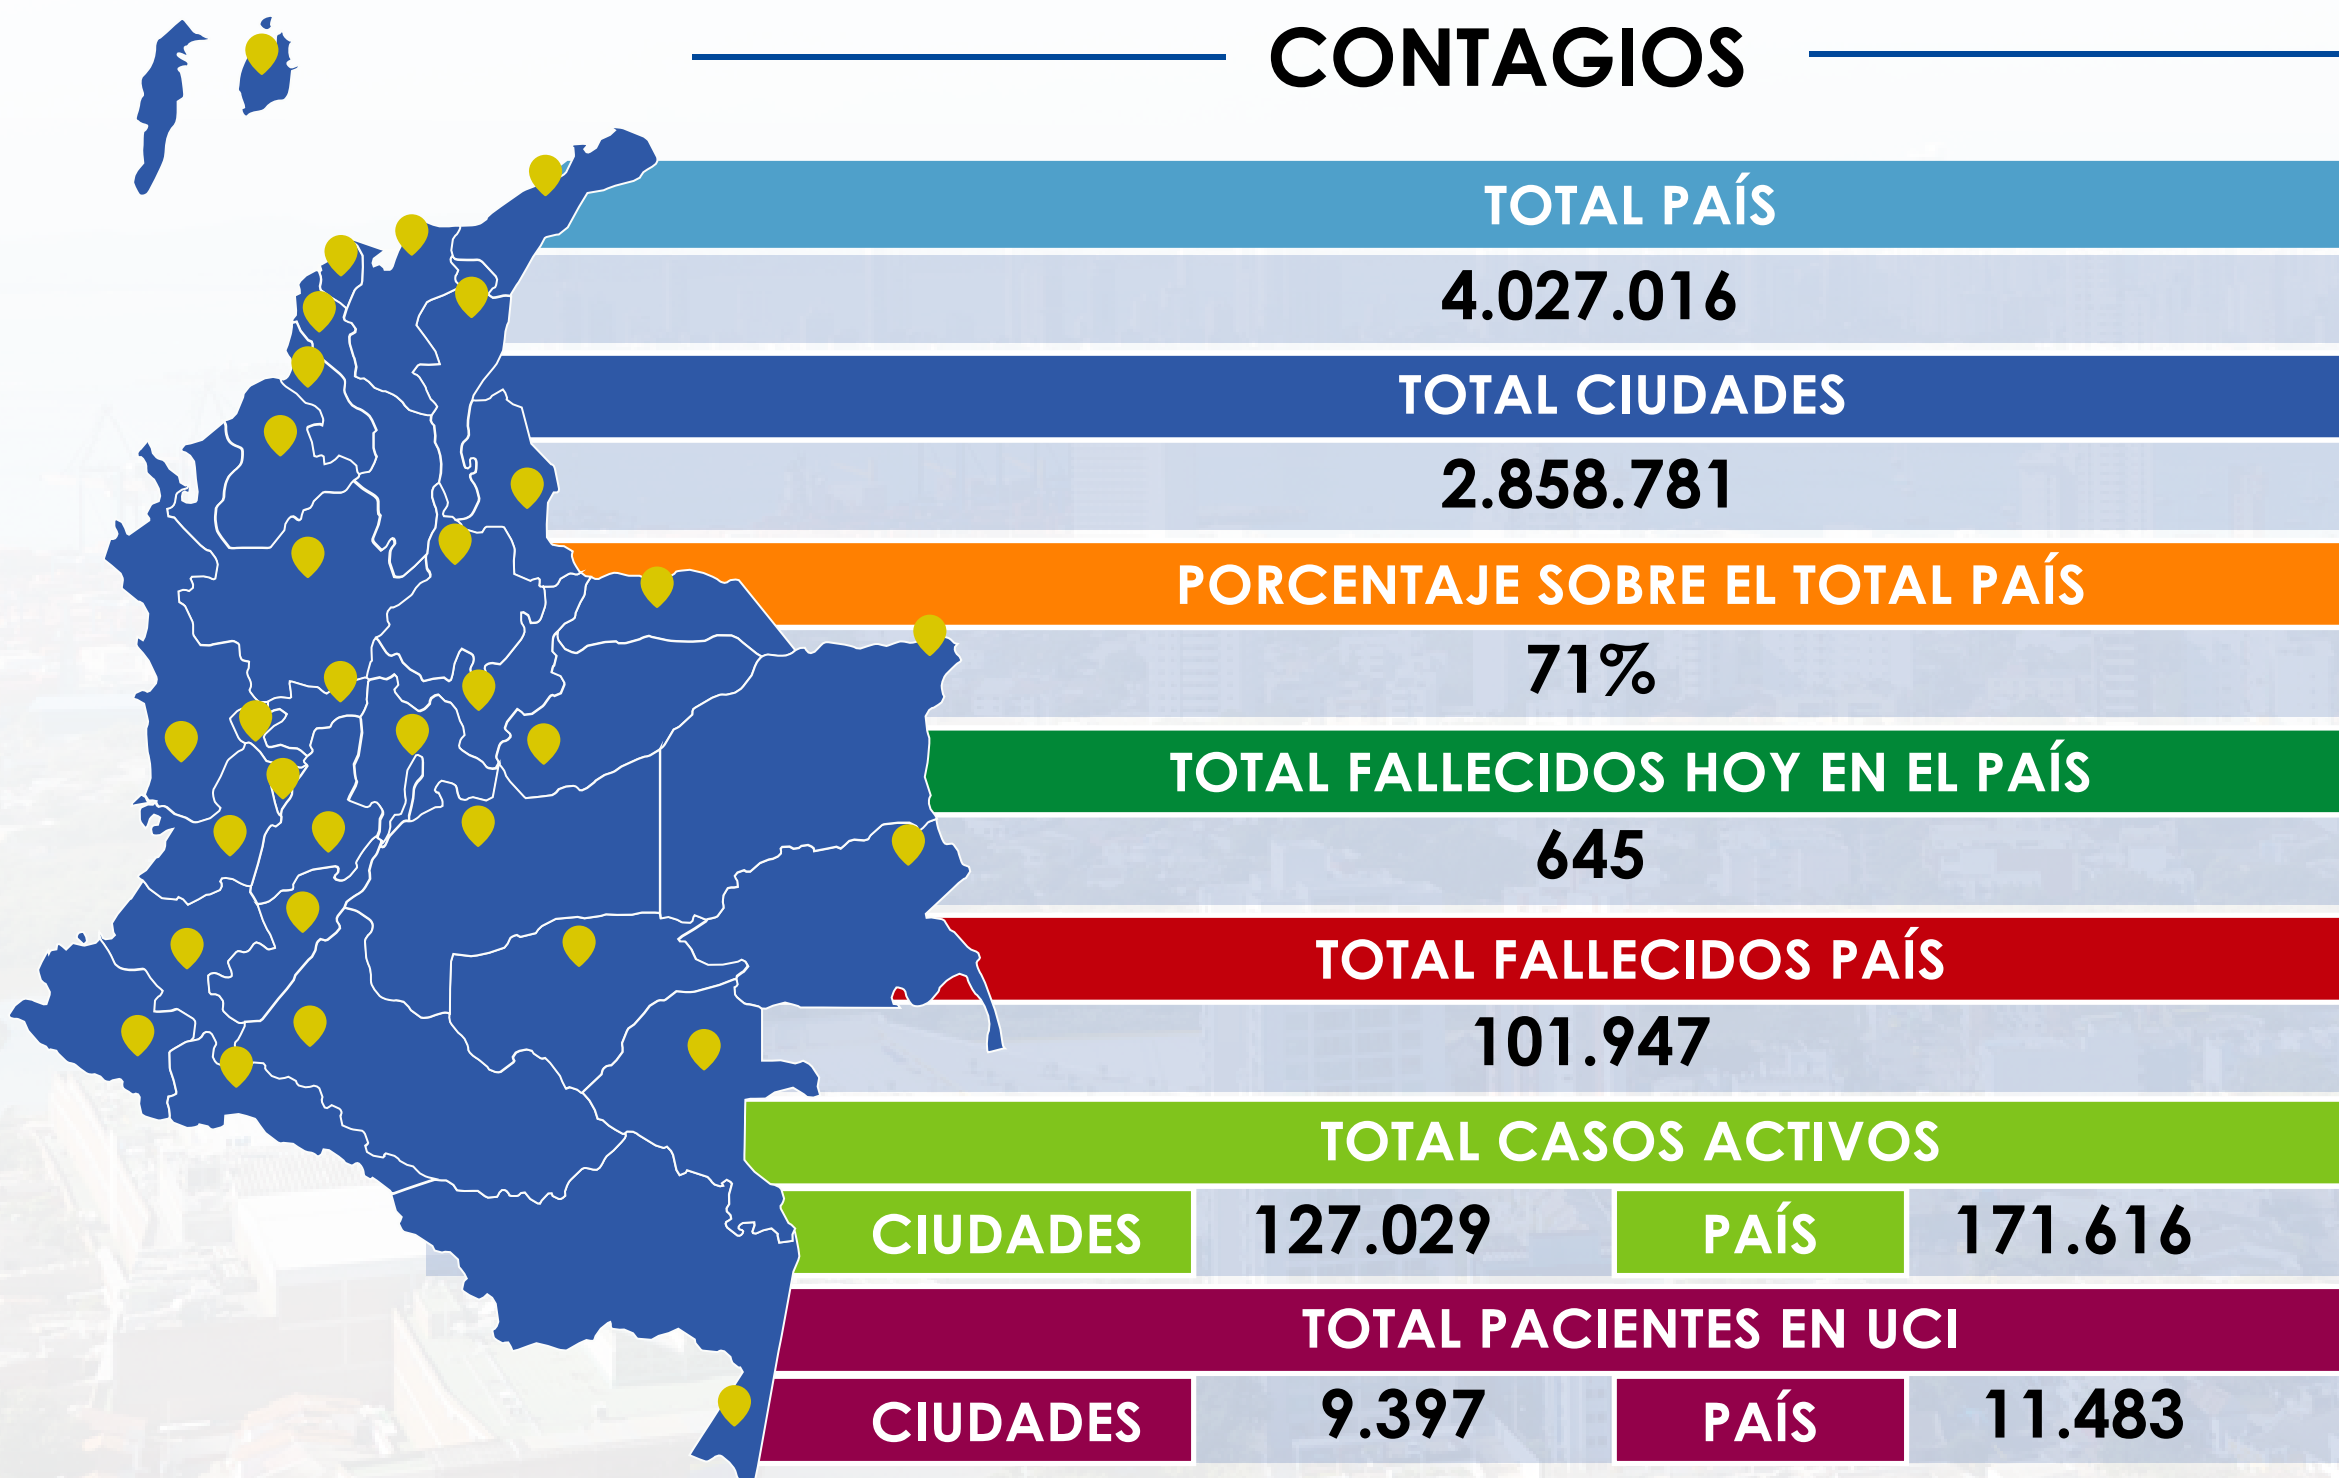 CONTAGIOS
TOTAL PAÍS
4.027.016
TOTAL CIUDADES
2.858.781
PORCENTAJE SOBRE EL TOTAL PAÍS
71%
TOTAL FALLECIDOS HOY EN EL PAÍS
645
TOTAL FALLECIDOS PAÍS
101.947
TOTAL CASOS ACTIVOS
CIUDADES 127.029 PAÍS 171.616
TOTAL PACIENTES EN UCI
CIUDADES 9.397 PAÍS 11.483